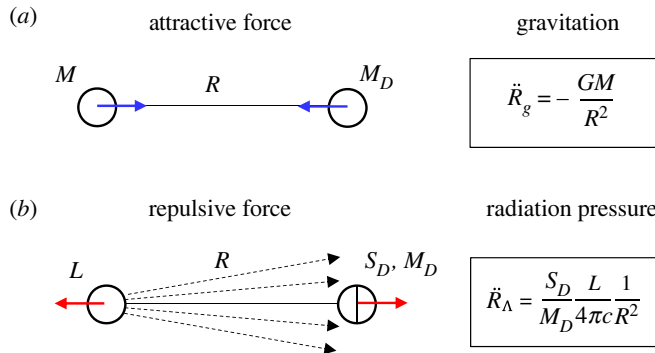 (a) attractive force gravitation
M R M_D
R̈_g = − GM / R²
(b) repulsive force radiation pressure
L R S_D, M_D
R̈_Λ = S_D / M_D L / 4πc 1 / R²